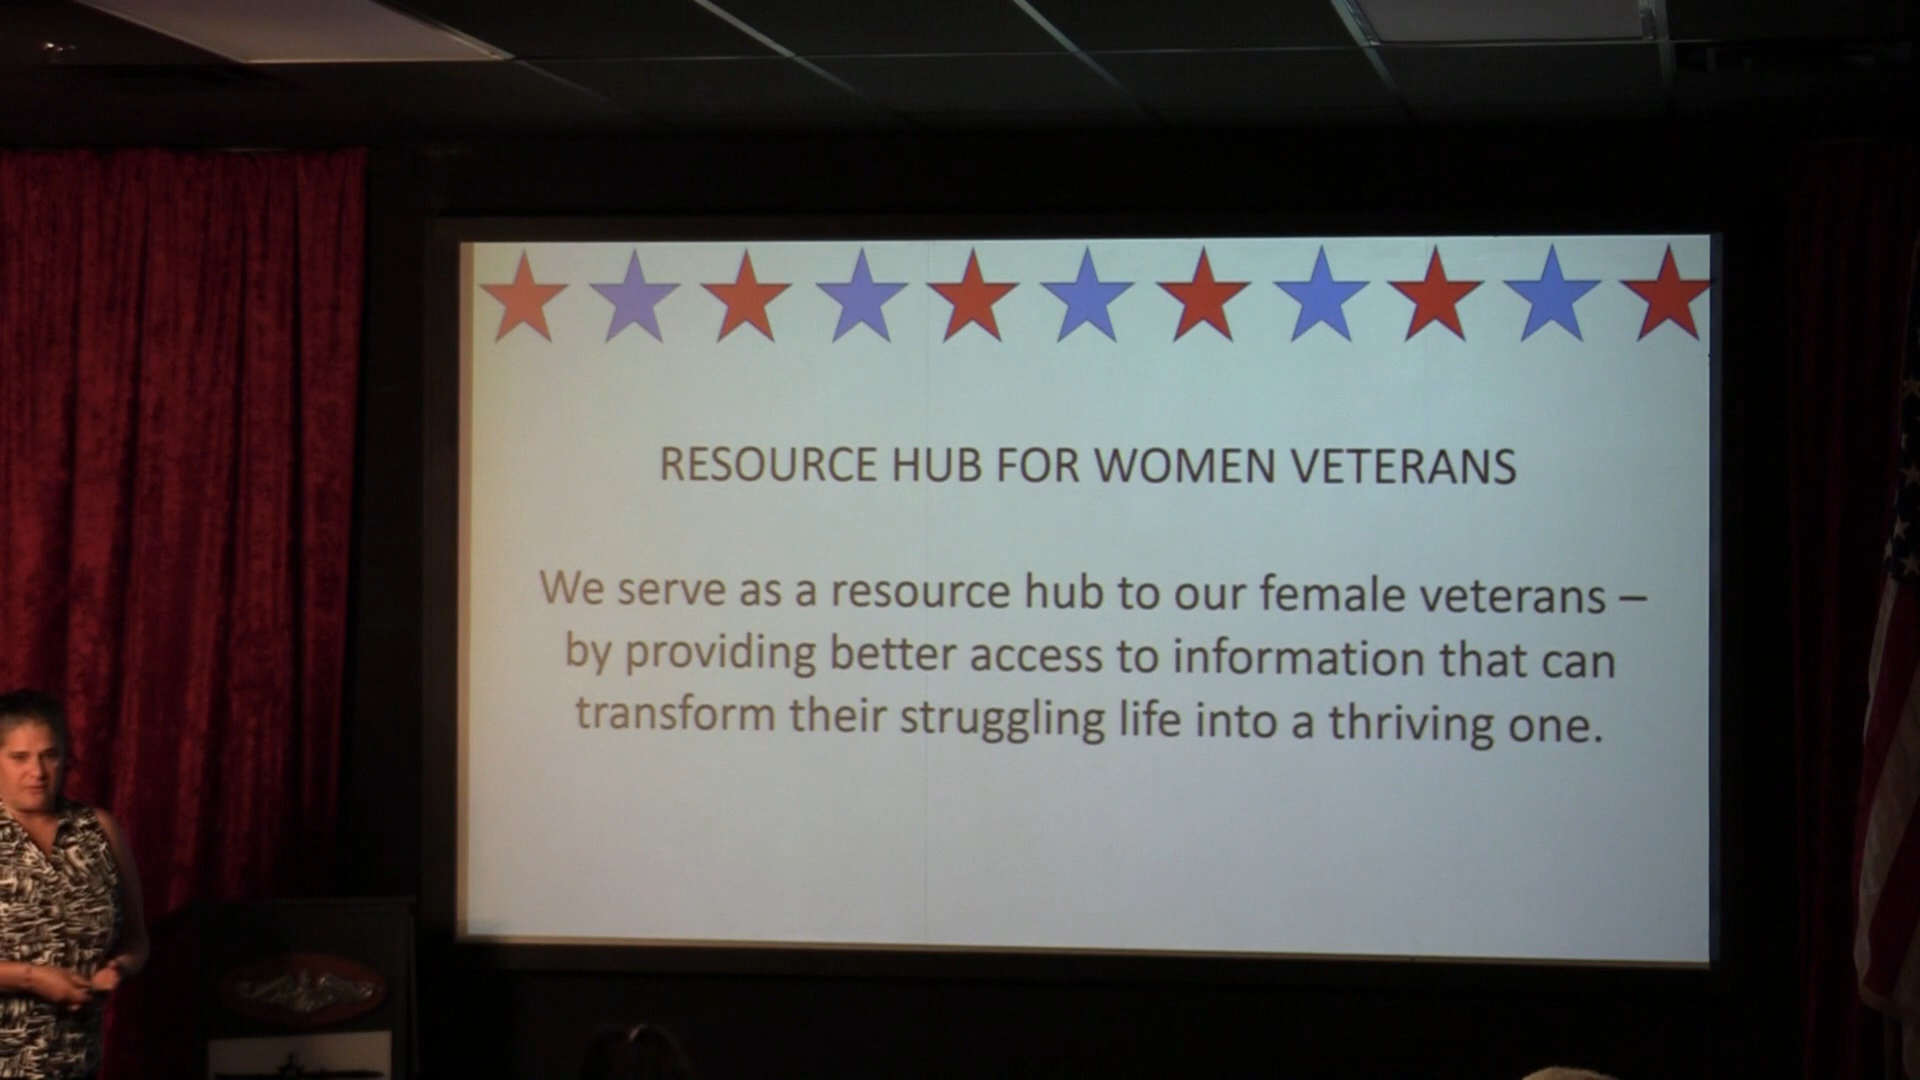 RESOURCE HUB FOR WOMEN VETERANS
We serve as a resource hub to our female veterans –
by providing better access to information that can
transform their struggling life into a thriving one.